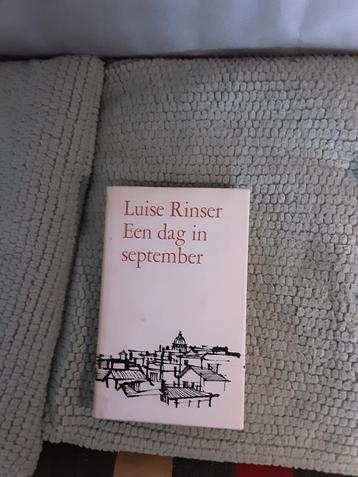 Luise Rinser
Een dag in
september